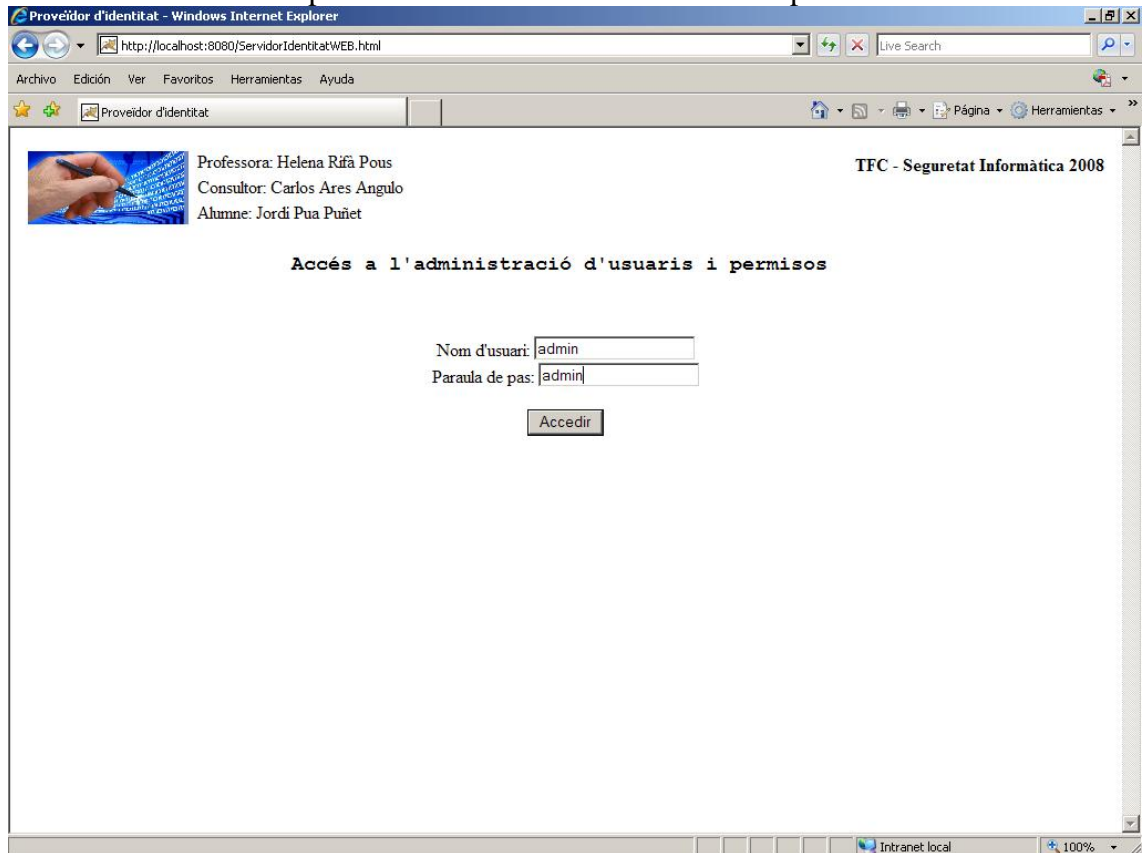 Proveïdor d'identitat - Windows Internet Explorer
http://localhost:8080/ServidorIdentitatWEB.html
Live Search
Archivo Edición Ver Favoritos Herramientas Ayuda
Proveïdor d'identitat
Página Herramientas
Professora: Helena Rifà Pous
Consultor: Carlos Ares Angulo
Alumne: Jordi Pua Puñet
TFC - Seguretat Informàtica 2008
Accés a l'administració d'usuaris i permisos
Nom d'usuari: admin
Paraula de pas: admin
Accedir
Intranet local
100%